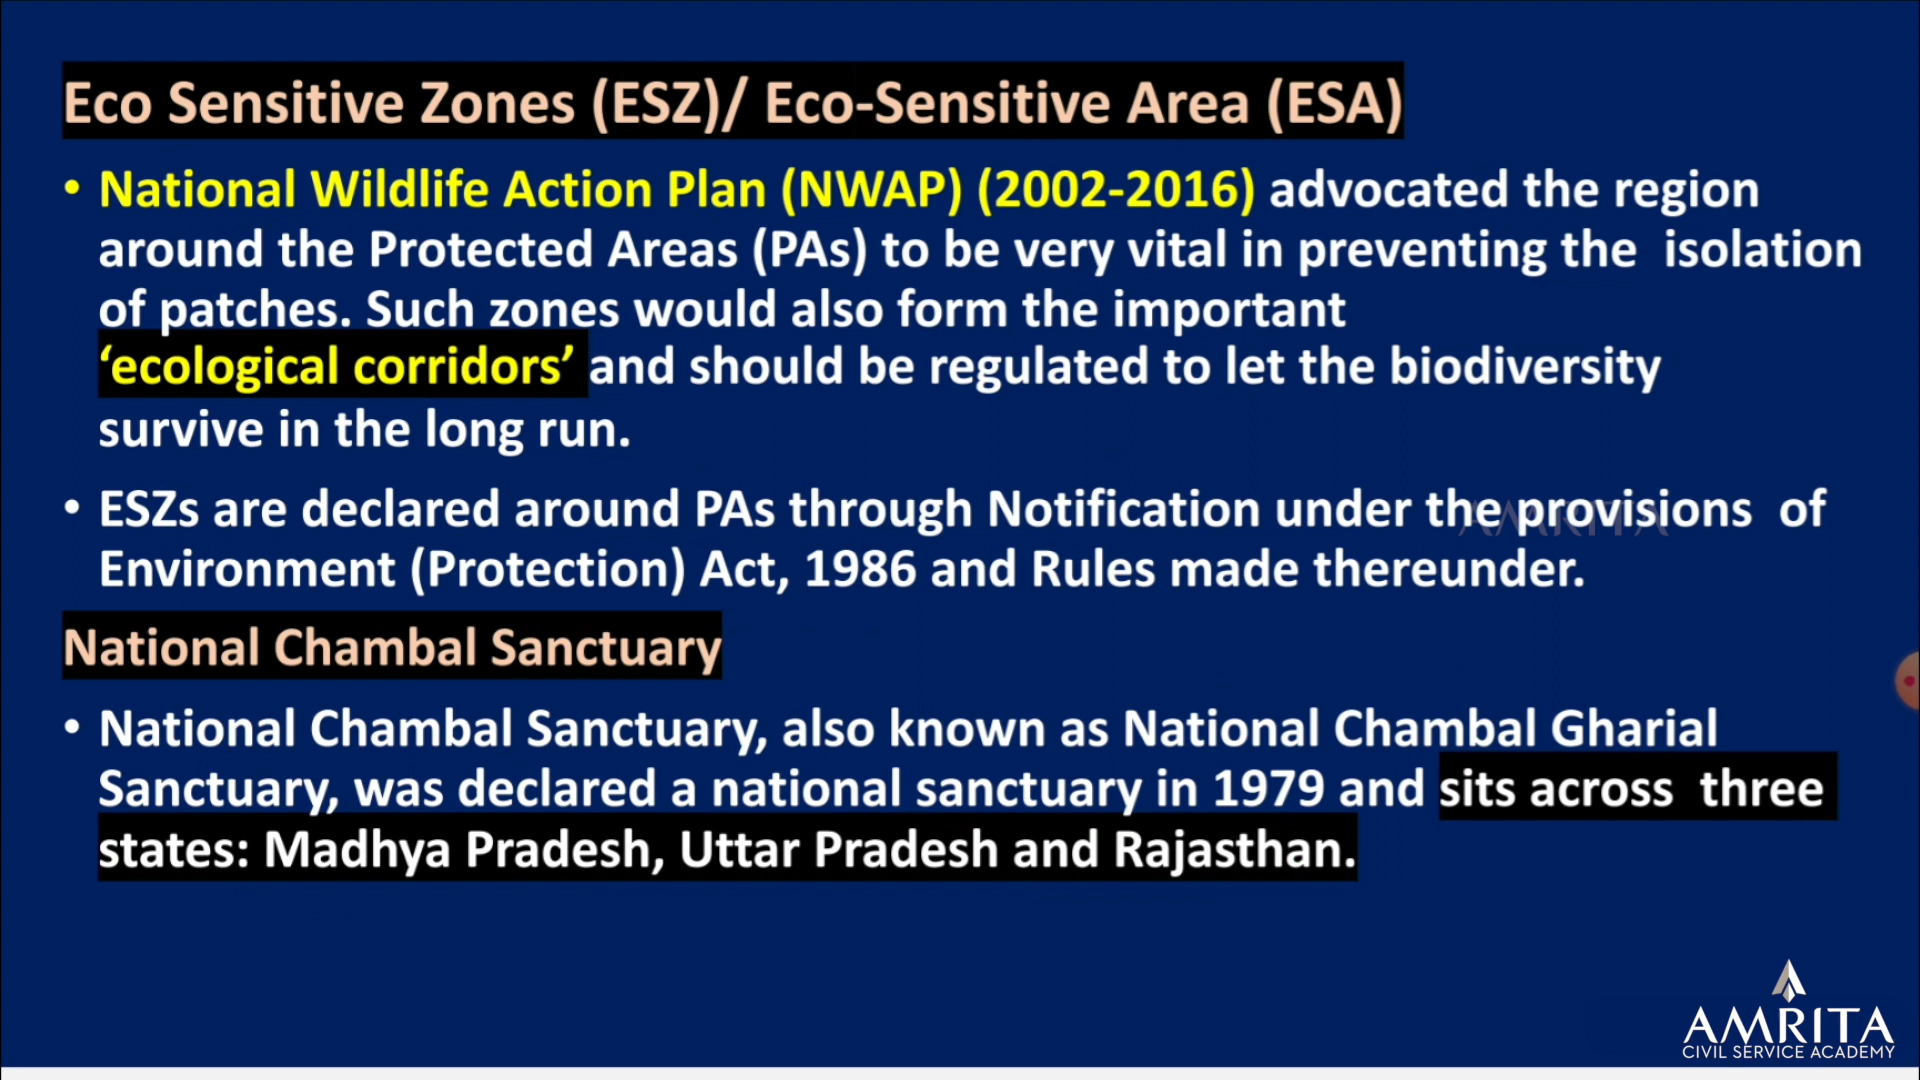 Eco Sensitive Zones (ESZ)/ Eco-Sensitive Area (ESA)
• National Wildlife Action Plan (NWAP) (2002-2016) advocated the region
around the Protected Areas (PAs) to be very vital in preventing the isolation
of patches. Such zones would also form the important
‘ecological corridors’ and should be regulated to let the biodiversity
survive in the long run.
• ESZs are declared around PAs through Notification under the provisions of
Environment (Protection) Act, 1986 and Rules made thereunder.
AMRITA
National Chambal Sanctuary
• National Chambal Sanctuary, also known as National Chambal Gharial
Sanctuary, was declared a national sanctuary in 1979 and sits across three
states: Madhya Pradesh, Uttar Pradesh and Rajasthan.
AMRITA
CIVIL SERVICE ACADEMY